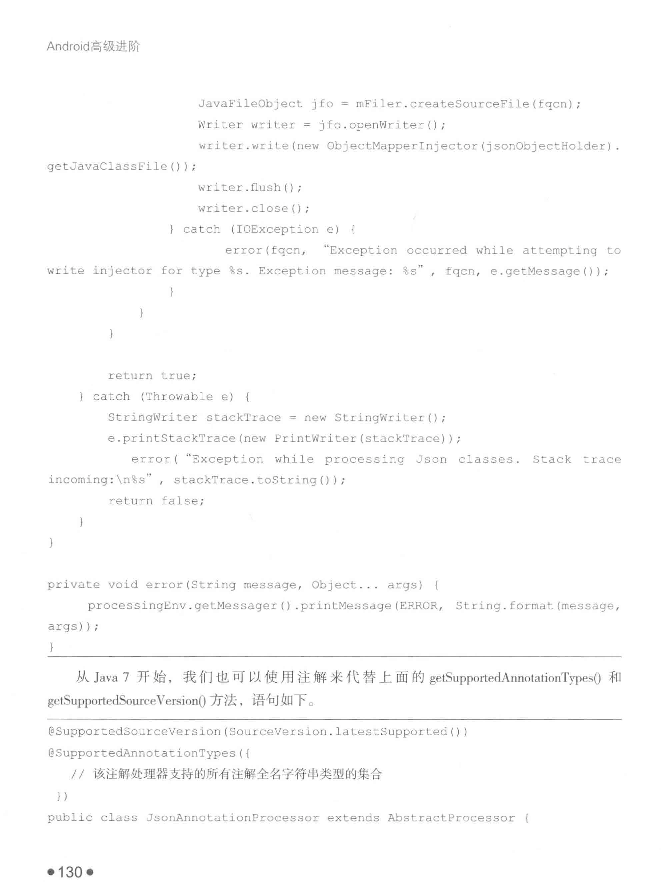 Android高级进阶
JavaFileObject jfo = mFiler.createSourceFile(fqcn);
Writer writer = jfo.openWriter();
writer.write(new ObjectMapperInjector(jsonObjectHolder).
getJavaClassFile());
writer.flush();
writer.close();
} catch (IOException e) {
error(fqcn, “Exception occurred while attempting to
write injector for type %s. Exception message: %s”, fqcn, e.getMessage());
}
}
}
return true;
} catch (Throwable e) {
StringWriter stackTrace = new StringWriter();
e.printStackTrace(new PrintWriter(stackTrace));
error(“Exception while processing Json classes. Stack trace
incoming:\n%s”, stackTrace.toString());
return false;
}
}
private void error(String message, Object... args) {
processingEnv.getMessager().printMessage(ERROR, String.format(message,
args));
}
从 Java 7 开始，我们也可以使用注解来代替上面的 getSupportedAnnotationTypes() 和
getSupportedSourceVersion() 方法，语句如下。
@SupportedSourceVersion(SourceVersion.latestSupported())
@SupportedAnnotationTypes({
// 该注解处理器支持的所有注解全名字符串类型的集合
})
public class JsonAnnotationProcessor extends AbstractProcessor {
●130●